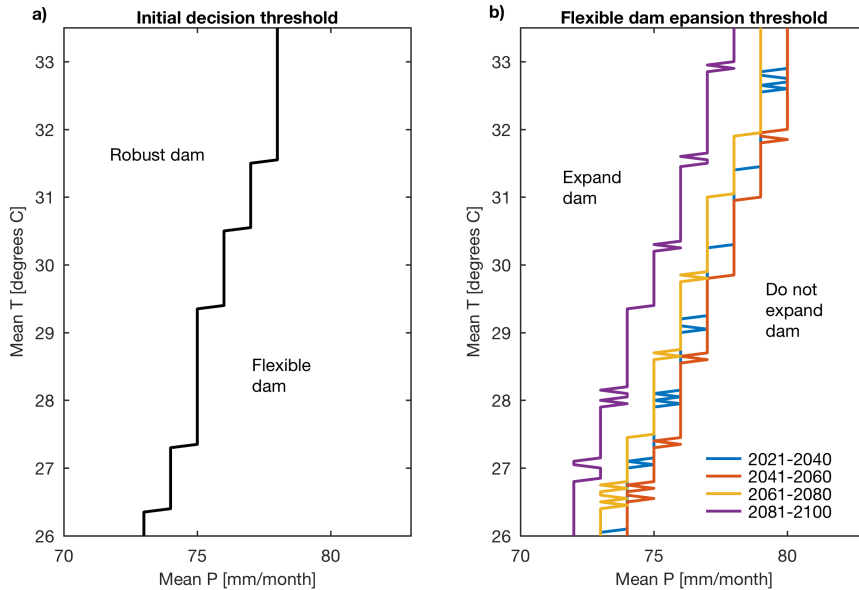 a)
Initial decision threshold
33
32
31
30
29
28
27
26
Mean T [degrees C]
Robust dam
Flexible
dam
70
75
80
Mean P [mm/month]
b)
Flexible dam epansion threshold
33
32
31
30
29
28
27
26
Mean T [degrees C]
Expand
dam
Do not
expand
dam
2021-2040
2041-2060
2061-2080
2081-2100
70
75
80
Mean P [mm/month]